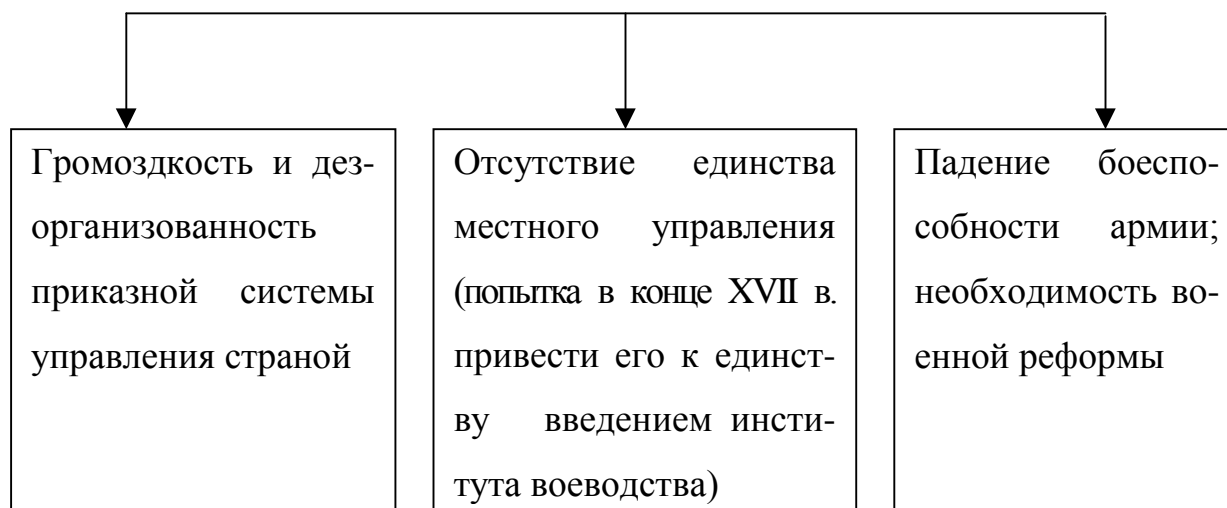 Громоздкость и дез-
организованность
приказной системы
управления страной
Отсутствие единства
местного управления
(попытка в конце XVII в.
привести его к единст-
ву введением инсти-
тута воеводства)
Падение боеспо-
собности армии;
необходимость во-
енной реформы